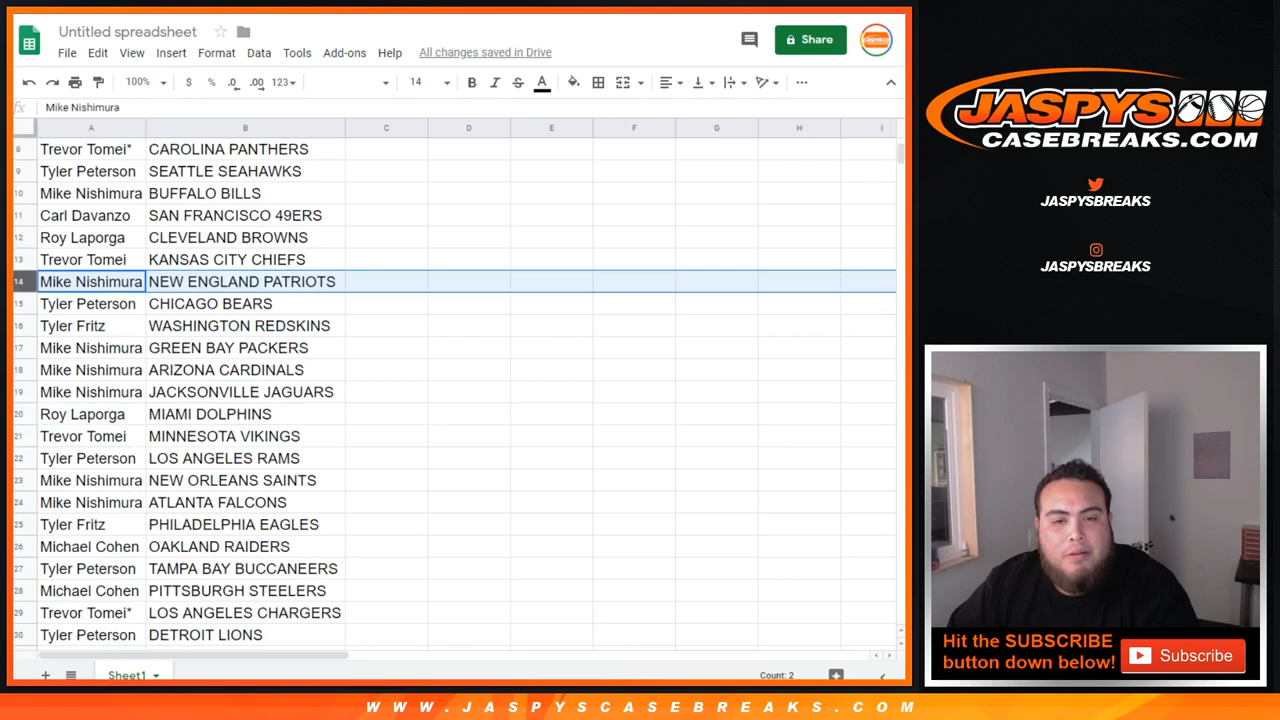 Untitled spreadsheet
File Edit View Insert Format Data Tools Add-ons Help All changes saved in Drive
Share
100% $ % .0 .00 123 14 B I S A
fx Mike Nishimura
A B C D E F G H I
8 Trevor Tomei* CAROLINA PANTHERS
9 Tyler Peterson SEATTLE SEAHAWKS
10 Mike Nishimura BUFFALO BILLS
11 Carl Davanzo SAN FRANCISCO 49ERS
12 Roy Laporga CLEVELAND BROWNS
13 Trevor Tomei KANSAS CITY CHIEFS
14 Mike Nishimura NEW ENGLAND PATRIOTS
15 Tyler Peterson CHICAGO BEARS
16 Tyler Fritz WASHINGTON REDSKINS
17 Mike Nishimura GREEN BAY PACKERS
18 Mike Nishimura ARIZONA CARDINALS
19 Mike Nishimura JACKSONVILLE JAGUARS
20 Roy Laporga MIAMI DOLPHINS
21 Trevor Tomei MINNESOTA VIKINGS
22 Tyler Peterson LOS ANGELES RAMS
23 Mike Nishimura NEW ORLEANS SAINTS
24 Mike Nishimura ATLANTA FALCONS
25 Tyler Fritz PHILADELPHIA EAGLES
26 Michael Cohen OAKLAND RAIDERS
27 Tyler Peterson TAMPA BAY BUCCANEERS
28 Michael Cohen PITTSBURGH STEELERS
29 Trevor Tomei* LOS ANGELES CHARGERS
30 Tyler Peterson DETROIT LIONS
Sheet1 Count: 2
JASPYS
CASEBREAKS.COM
JASPYSBREAKS
JASPYSBREAKS
Hit the SUBSCRIBE
button down below!
Subscribe
WWW.JASPYSCASEBREAKS.COM